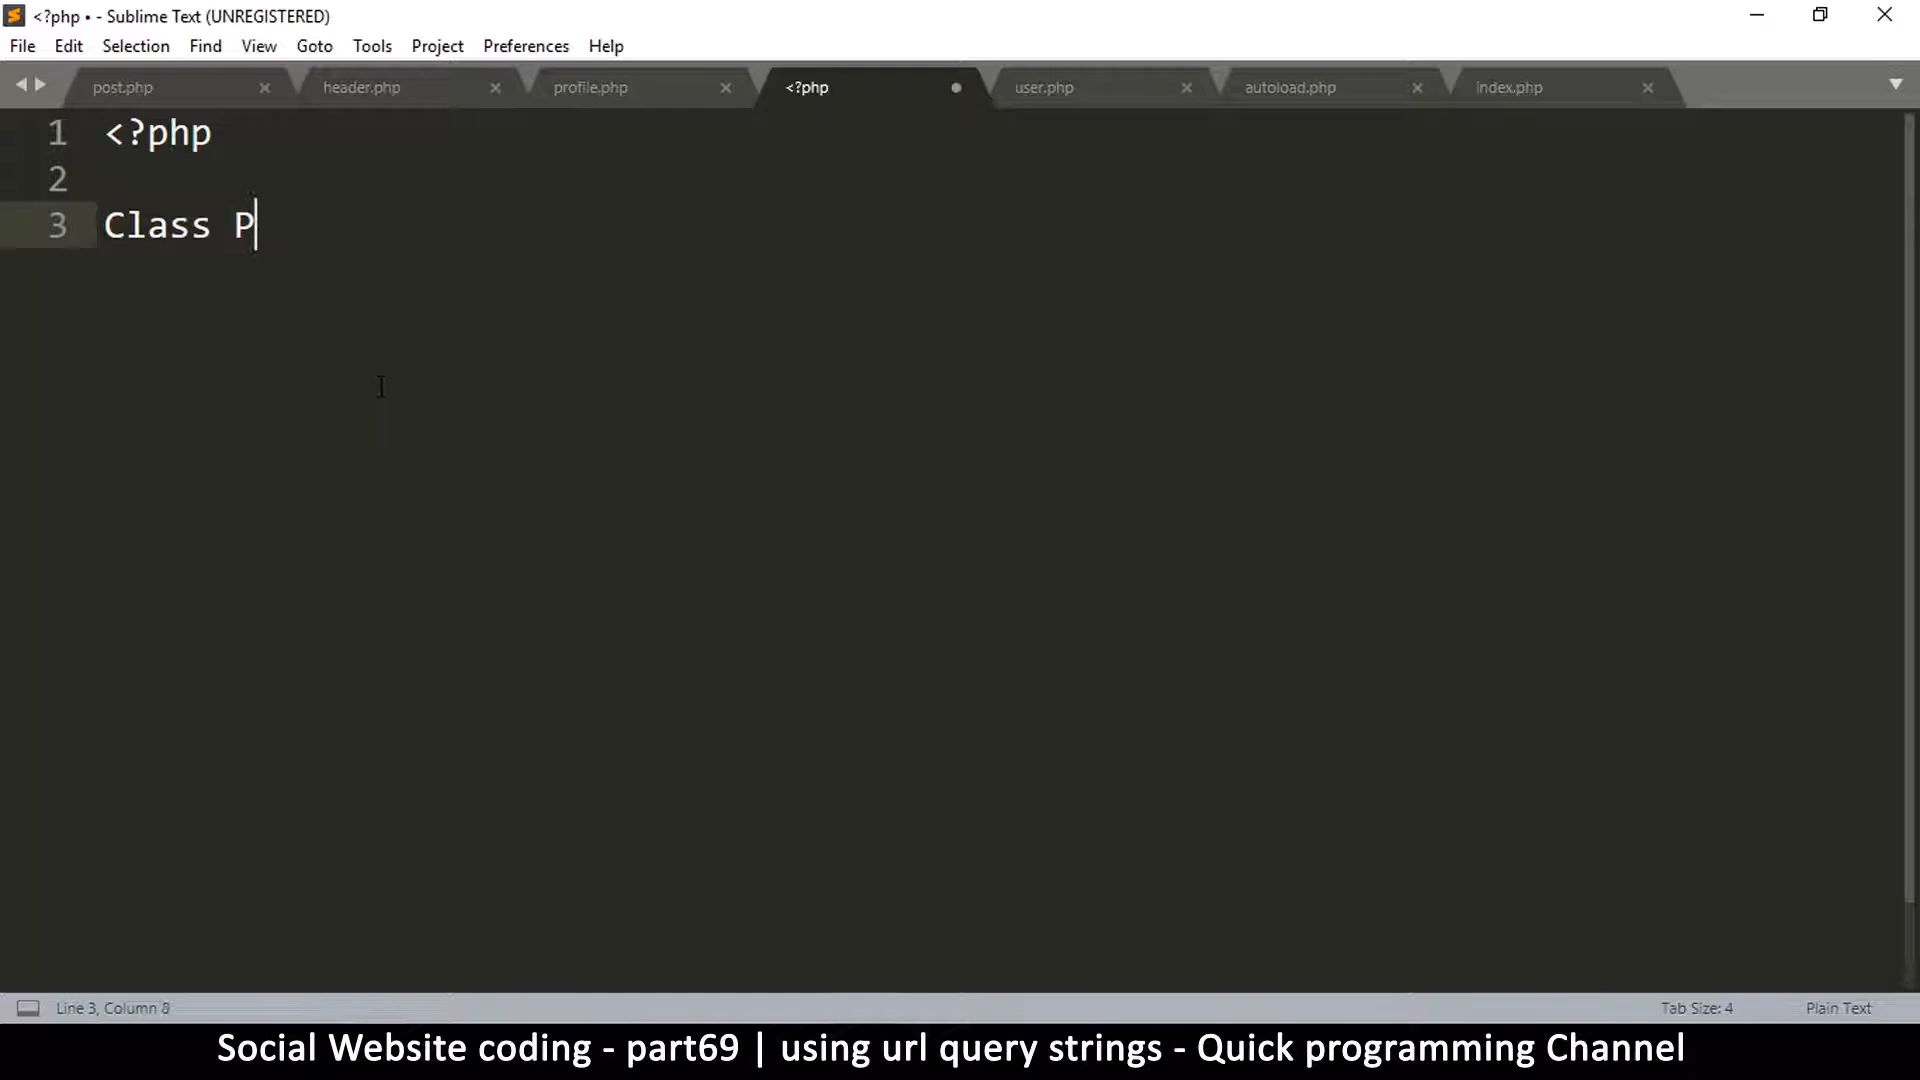 <?php • - Sublime Text (UNREGISTERED)
File Edit Selection Find View Goto Tools Project Preferences Help
post.php header.php profile.php <?php user.php autoload.php index.php
1 <?php
2
3 Class P
Line 3, Column 8 Tab Size: 4 Plain Text
Social Website coding - part69 | using url query strings - Quick programming Channel